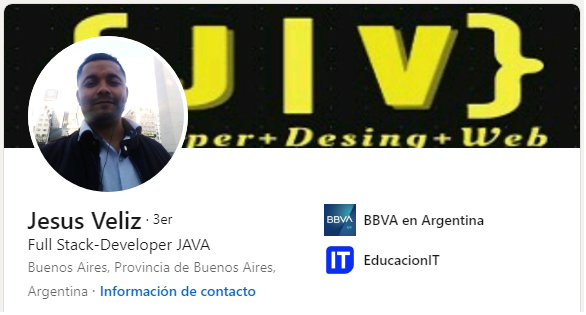 {J|V}
per+Desing+Web
Jesus Veliz · 3er
Full Stack-Developer JAVA
Buenos Aires, Provincia de Buenos Aires,
Argentina · Información de contacto
BBVA
BBVA en Argentina
IT
EducacionIT